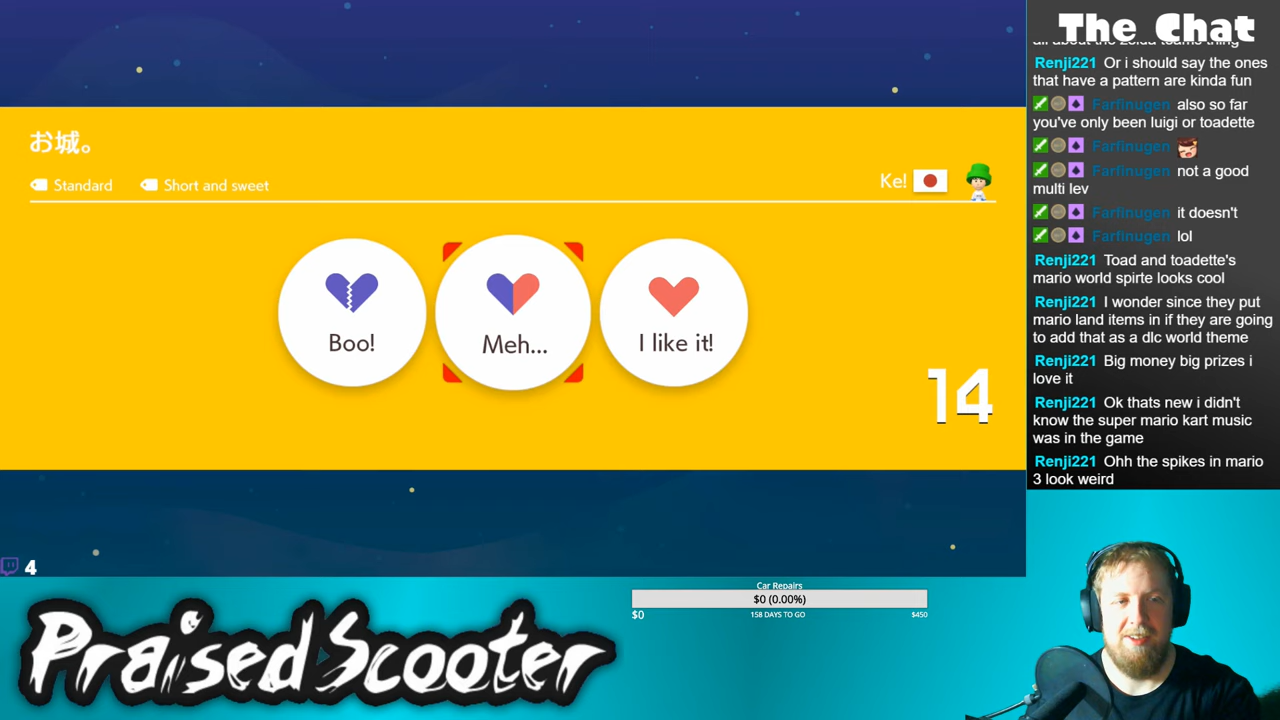 お城。
Standard
Short and sweet
Ke!
Boo!
Meh...
I like it!
14
4
PraisedScooter
Car Repairs
$0 (0.00%)
$0
158 DAYS TO GO
$450
The Chat
all about the zelda teams thing
Renji221 Or i should say the ones
that have a pattern are kinda fun
Farfinugen also so far
you've only been luigi or toadette
Farfinugen
Farfinugen not a good
multi lev
Farfinugen it doesn't
Farfinugen lol
Renji221 Toad and toadette's
mario world spirte looks cool
Renji221 I wonder since they put
mario land items in if they are going
to add that as a dlc world theme
Renji221 Big money big prizes i
love it
Renji221 Ok thats new i didn't
know the super mario kart music
was in the game
Renji221 Ohh the spikes in mario
3 look weird